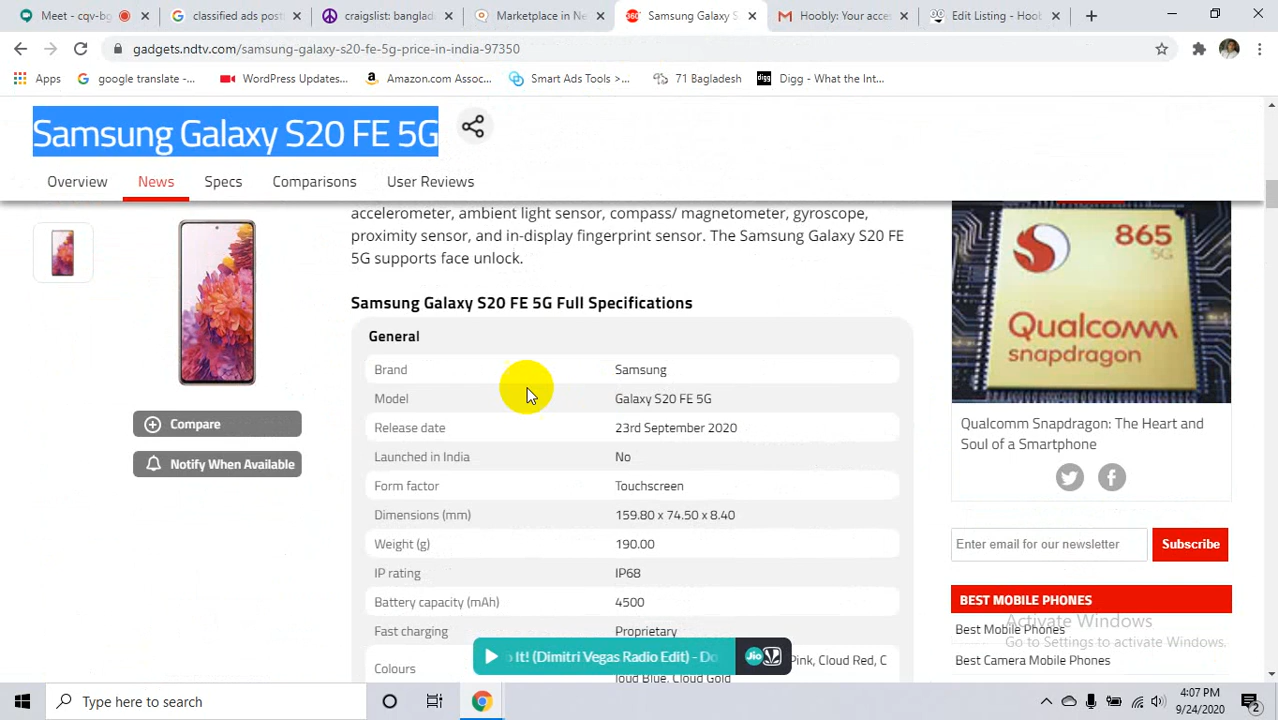 cyv-bg
classified ads post
craigslist: banglad
Marketplace in Ne
Samsung Galaxy S
Hoobly: Your acce
Edit Listing - Hoot
gadgets.ndtv.com/samsung-galaxy-s20-fe-5g-price-in-india-97350
Apps
google translate -...
WordPress Updates...
Amazon.com Assoc...
Smart Ads Tools >...
71 Bagladesh
digg
Digg - What the Int...
Samsung Galaxy S20 FE 5G
Overview
News
Specs
Comparisons
User Reviews
accelerometer, ambient light sensor, compass/ magnetometer, gyroscope,
proximity sensor, and in-display fingerprint sensor. The Samsung Galaxy S20 FE
5G supports face unlock.
Samsung Galaxy S20 FE 5G Full Specifications
General
Brand Samsung
Model Galaxy S20 FE 5G
Release date 23rd September 2020
Launched in India No
Form factor Touchscreen
Dimensions (mm) 159.80 x 74.50 x 8.40
Weight (g) 190.00
IP rating IP68
Battery capacity (mAh) 4500
Fast charging Proprietary
Colours Pink, Cloud Red, C
loud Blue, Cloud Gold
Compare
Notify When Available
It! (Dimitri Vegas Radio Edit) - Do
Jio
865
5G
Qualcomm
snapdragon
Qualcomm Snapdragon: The Heart and
Soul of a Smartphone
Enter email for our newsletter
Subscribe
BEST MOBILE PHONES
Best Mobile Phones
Best Camera Mobile Phones
Activate Windows
Go to Settings to activate Windows.
Type here to search
4:07 PM
9/24/2020
2